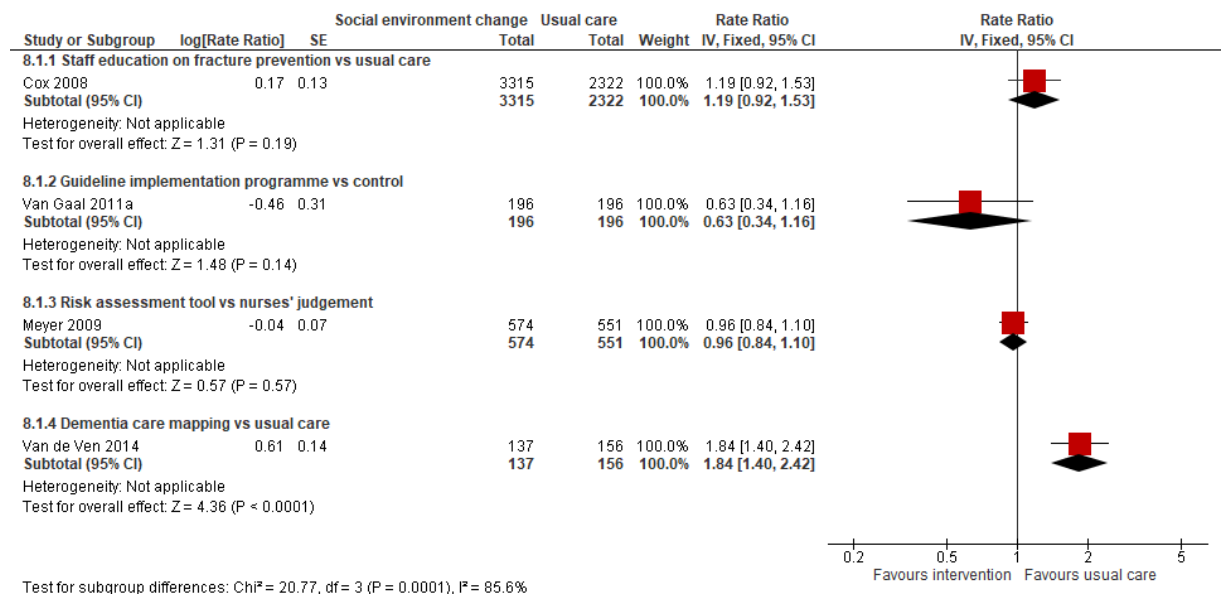 Social environment change Usual care Rate Ratio Rate Ratio
Study or Subgroup log[Rate Ratio] SE Total Total Weight IV, Fixed, 95% CI IV, Fixed, 95% CI
8.1.1 Staff education on fracture prevention vs usual care
Cox 2008 0.17 0.13 3315 2322 100.0% 1.19 [0.92, 1.53]
Subtotal (95% CI) 3315 2322 100.0% 1.19 [0.92, 1.53]
Heterogeneity: Not applicable
Test for overall effect: Z = 1.31 (P = 0.19)
8.1.2 Guideline implementation programme vs control
Van Gaal 2011a -0.46 0.31 196 196 100.0% 0.63 [0.34, 1.16]
Subtotal (95% CI) 196 196 100.0% 0.63 [0.34, 1.16]
Heterogeneity: Not applicable
Test for overall effect: Z = 1.48 (P = 0.14)
8.1.3 Risk assessment tool vs nurses' judgement
Meyer 2009 -0.04 0.07 574 551 100.0% 0.96 [0.84, 1.10]
Subtotal (95% CI) 574 551 100.0% 0.96 [0.84, 1.10]
Heterogeneity: Not applicable
Test for overall effect: Z = 0.57 (P = 0.57)
8.1.4 Dementia care mapping vs usual care
Van de Ven 2014 0.61 0.14 137 156 100.0% 1.84 [1.40, 2.42]
Subtotal (95% CI) 137 156 100.0% 1.84 [1.40, 2.42]
Heterogeneity: Not applicable
Test for overall effect: Z = 4.36 (P < 0.0001)
0.2 0.5 1 2 5
Favours intervention Favours usual care
Test for subgroup differences: Chi² = 20.77, df = 3 (P = 0.0001), I² = 85.6%